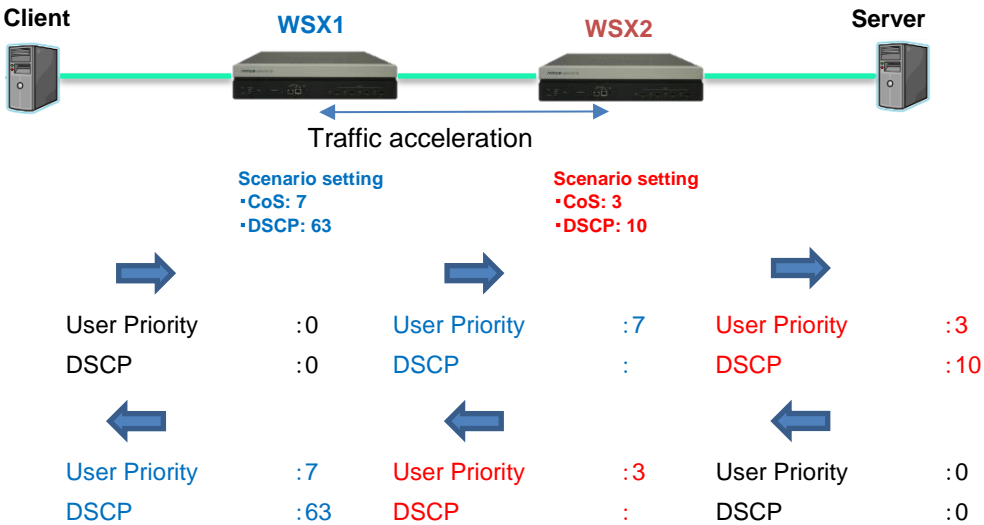 Client
WSX1
WSX2
Server
Traffic acceleration
Scenario setting
・CoS: 7
・DSCP: 63
Scenario setting
・CoS: 3
・DSCP: 10
User Priority :0 User Priority :7 User Priority :3
DSCP :0 DSCP : DSCP :10
User Priority :7 User Priority :3 User Priority :0
DSCP :63 DSCP : DSCP :0